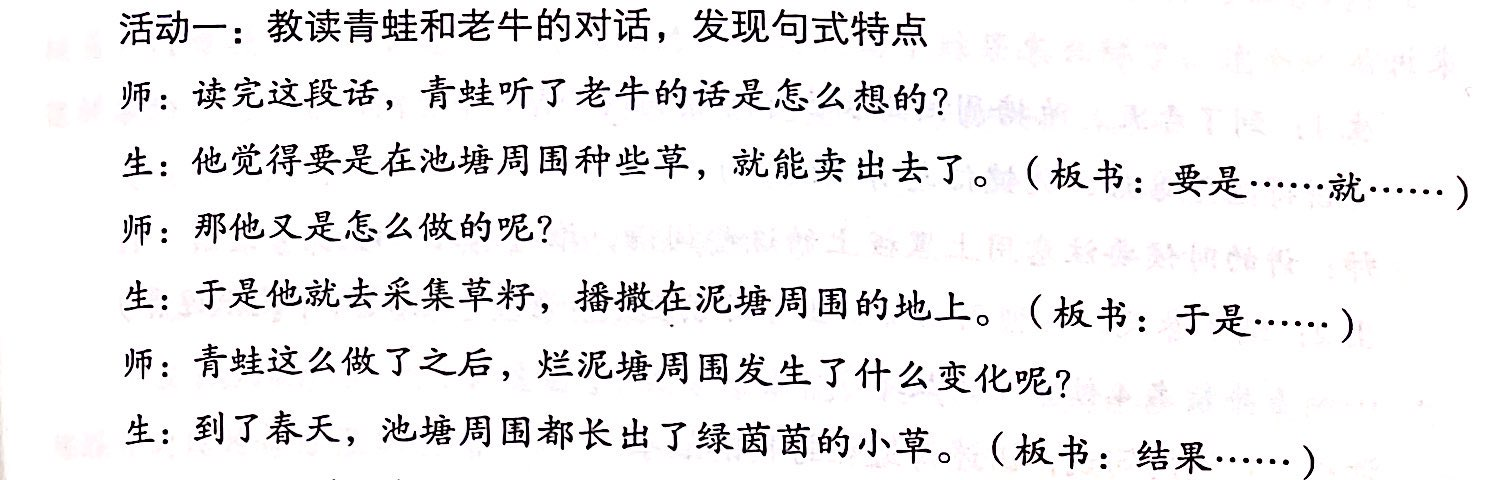 活动一：教读青蛙和老牛的对话，发现句式特点
师：读完这段话，青蛙听了老牛的话是怎么想的？
生：他觉得要是在池塘周围种些草，就能卖出去了。（板书：要是……就……）
师：那他又是怎么做的呢？
生：于是他就去采集草籽，播撒在泥塘周围的地上。（板书：于是……）
师：青蛙这么做了之后，烂泥塘周围发生了什么变化呢？
生：到了春天，池塘周围都长出了绿茵茵的小草。（板书：结果……）